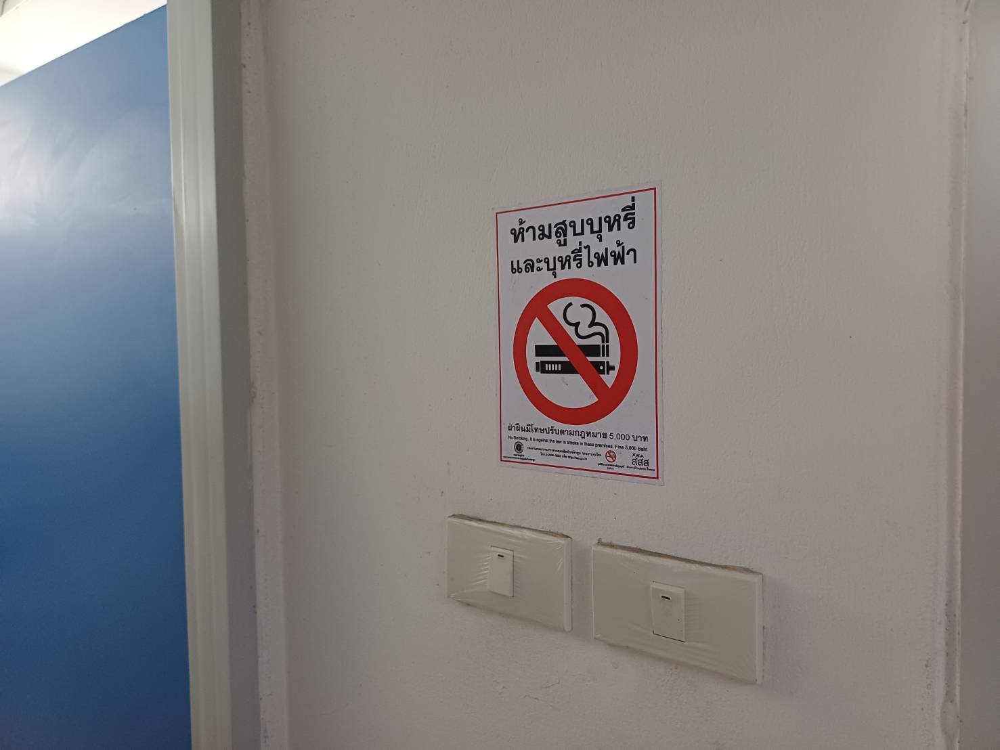 ห้ามสูบบุหรี่
และบุหรี่ไฟฟ้า
ฝ่าฝืนมีโทษปรับตามกฎหมาย 5,000 บาท
No Smoking. It is against the law to smoke in these premises. Fine 5,000 Baht
สสส